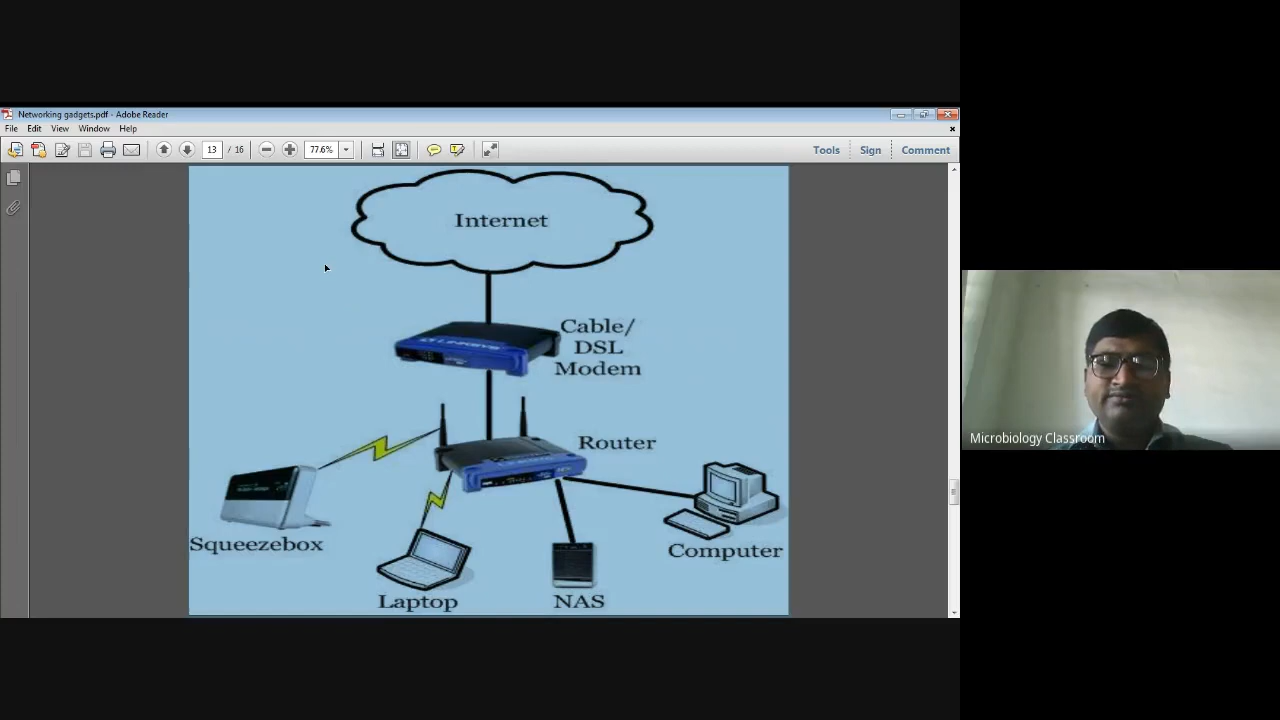 Networking gadgets.pdf - Adobe Reader
File Edit View Window Help
13 / 16 77.6% Tools Sign Comment
Internet
Cable/
DSL
Modem
LINKSYS
Router
Squeezebox
Laptop
NAS
Computer
Microbiology Classroom